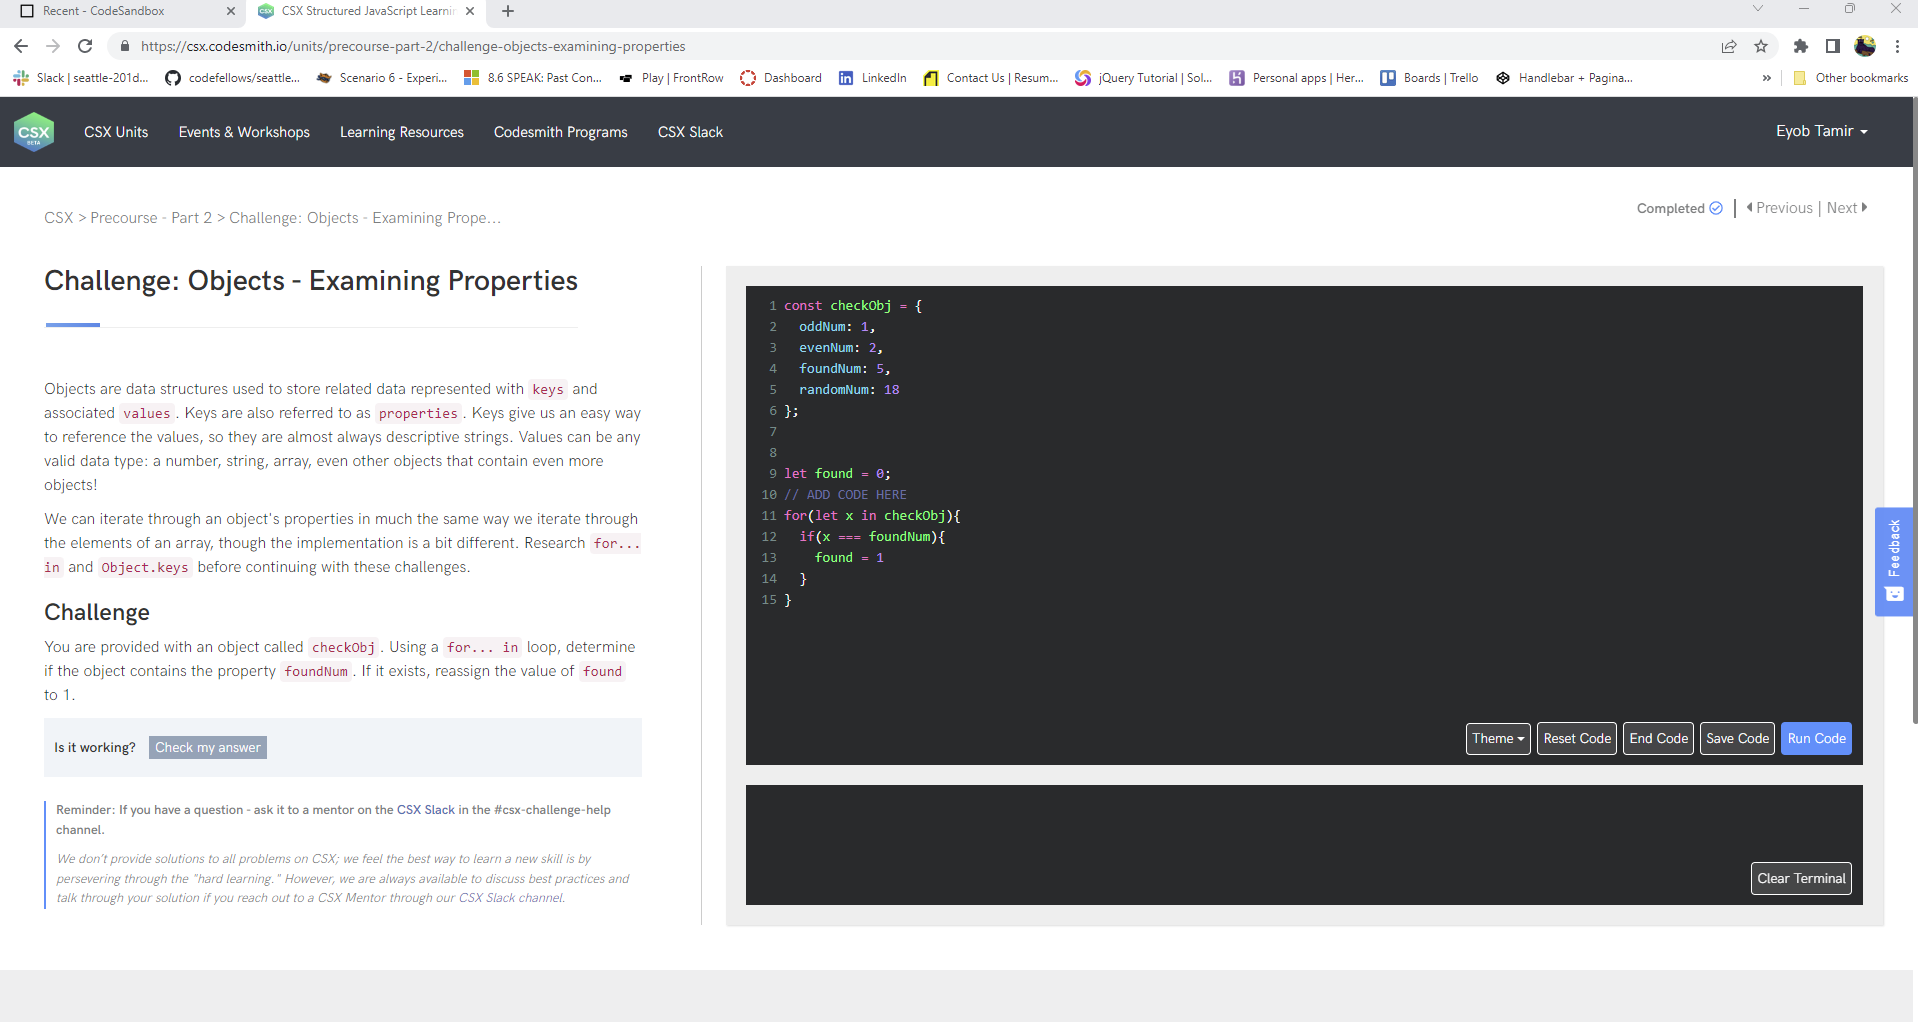 Recent - CodeSandbox
CSX Structured JavaScript Learnin
https://csx.codesmith.io/units/precourse-part-2/challenge-objects-examining-properties
Slack | seattle-201d...
codefellows/seattle...
Scenario 6 - Experi...
8.6 SPEAK: Past Con...
Play | FrontRow
Dashboard
LinkedIn
Contact Us | Resum...
jQuery Tutorial | Sol...
Personal apps | Her...
Boards | Trello
Handlebar + Pagina...
»
Other bookmarks
CSX
BETA
CSX Units
Events & Workshops
Learning Resources
Codesmith Programs
CSX Slack
Eyob Tamir
CSX > Precourse - Part 2 > Challenge: Objects - Examining Prope...
Completed
Previous | Next
Challenge: Objects - Examining Properties
Objects are data structures used to store related data represented with keys and
associated values. Keys are also referred to as properties. Keys give us an easy way
to reference the values, so they are almost always descriptive strings. Values can be any
valid data type: a number, string, array, even other objects that contain even more
objects!
We can iterate through an object's properties in much the same way we iterate through
the elements of an array, though the implementation is a bit different. Research for...
in and Object.keys before continuing with these challenges.
Challenge
You are provided with an object called checkObj. Using a for... in loop, determine
if the object contains the property foundNum. If it exists, reassign the value of found
to 1.
Is it working? Check my answer
Reminder: If you have a question - ask it to a mentor on the CSX Slack in the #csx-challenge-help
channel.
We don't provide solutions to all problems on CSX; we feel the best way to learn a new skill is by
persevering through the "hard learning." However, we are always available to discuss best practices and
talk through your solution if you reach out to a CSX Mentor through our CSX Slack channel.
1 const checkObj = {
2 oddNum: 1,
3 evenNum: 2,
4 foundNum: 5,
5 randomNum: 18
6 };
7
8
9 let found = 0;
10 // ADD CODE HERE
11 for(let x in checkObj){
12 if(x === foundNum){
13 found = 1
14 }
15 }
Theme
Reset Code
End Code
Save Code
Run Code
Clear Terminal
Feedback